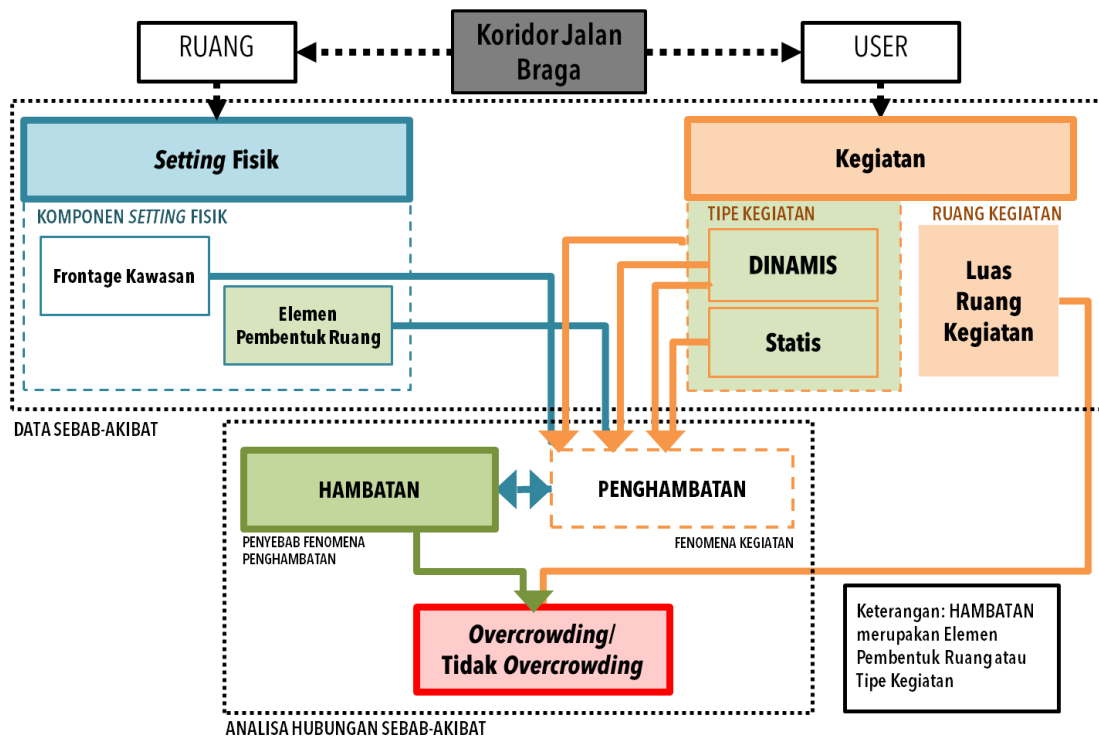 RUANG
Koridor Jalan
Braga
USER
Setting Fisik
Kegiatan
KOMPONEN SETTING FISIK
TIPE KEGIATAN
RUANG KEGIATAN
Frontage Kawasan
Elemen
Pembentuk Ruang
DINAMIS
Statis
Luas
Ruang
Kegiatan
DATA SEBAB-AKIBAT
HAMBATAN
PENGHAMBATAN
PENYEBAB FENOMENA
PENGHAMBATAN
FENOMENA KEGIATAN
Overcrowding/
Tidak Overcrowding
Keterangan: HAMBATAN
merupakan Elemen
Pembentuk Ruang atau
Tipe Kegiatan
ANALISA HUBUNGAN SEBAB-AKIBAT